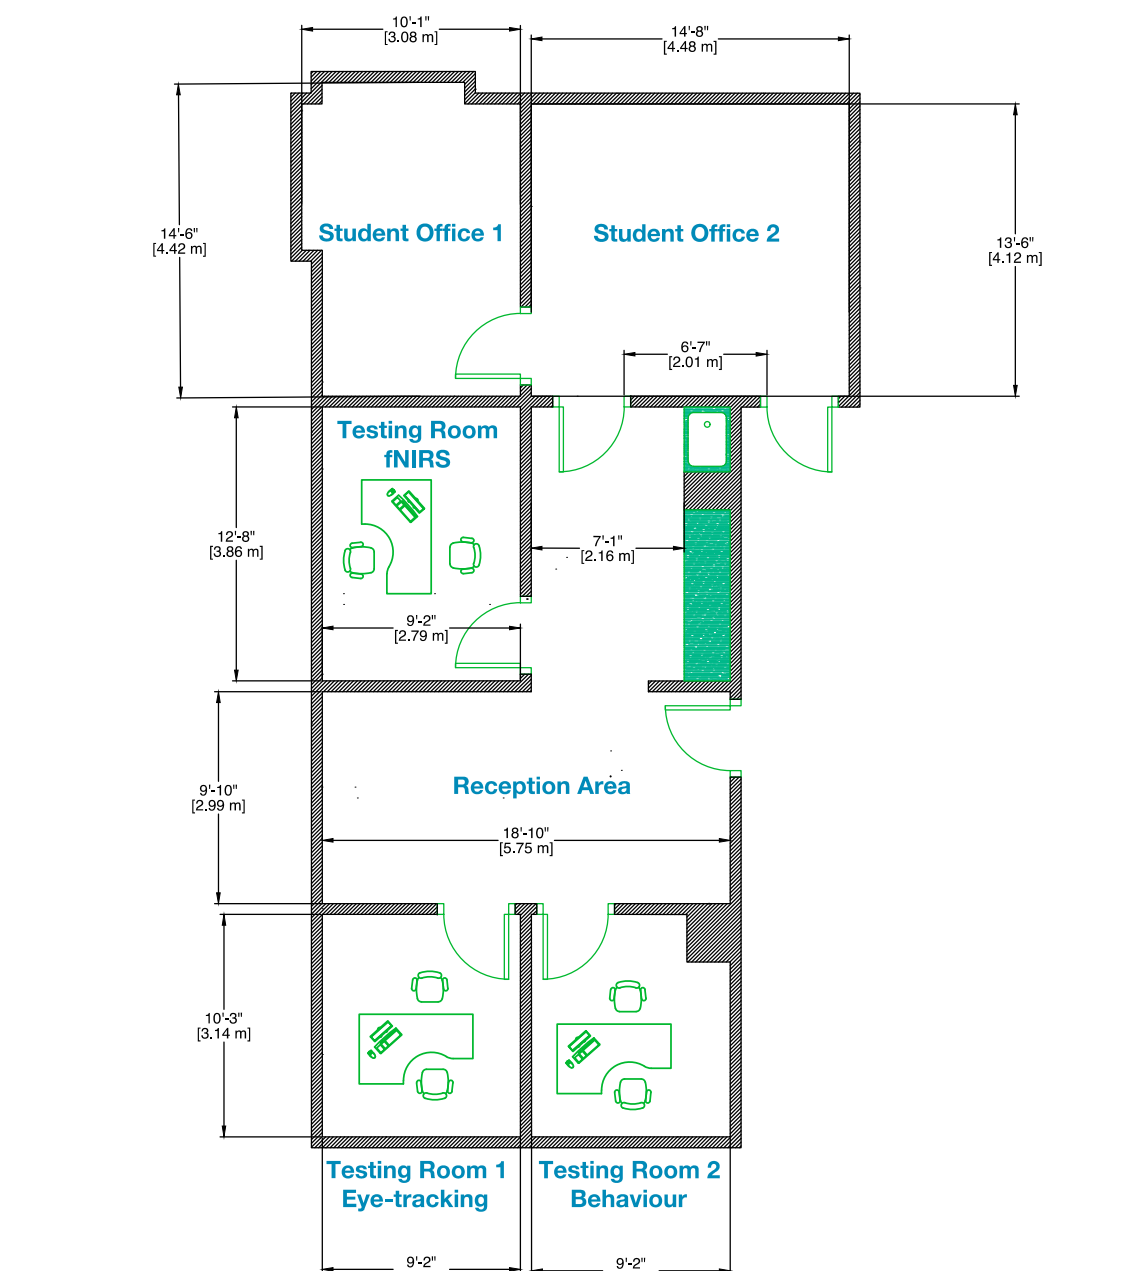 10'-1"
[3.08 m]
14'-8"
[4.48 m]
14'-6"
[4.42 m]
Student Office 1
Student Office 2
13'-6"
[4.12 m]
6'-7"
[2.01 m]
Testing Room
fNIRS
12'-8"
[3.86 m]
7'-1"
[2.16 m]
9'-2"
[2.79 m]
9'-10"
[2.99 m]
Reception Area
18'-10"
[5.75 m]
10'-3"
[3.14 m]
Testing Room 1
Eye-tracking
Testing Room 2
Behaviour
9'-2"
9'-2"